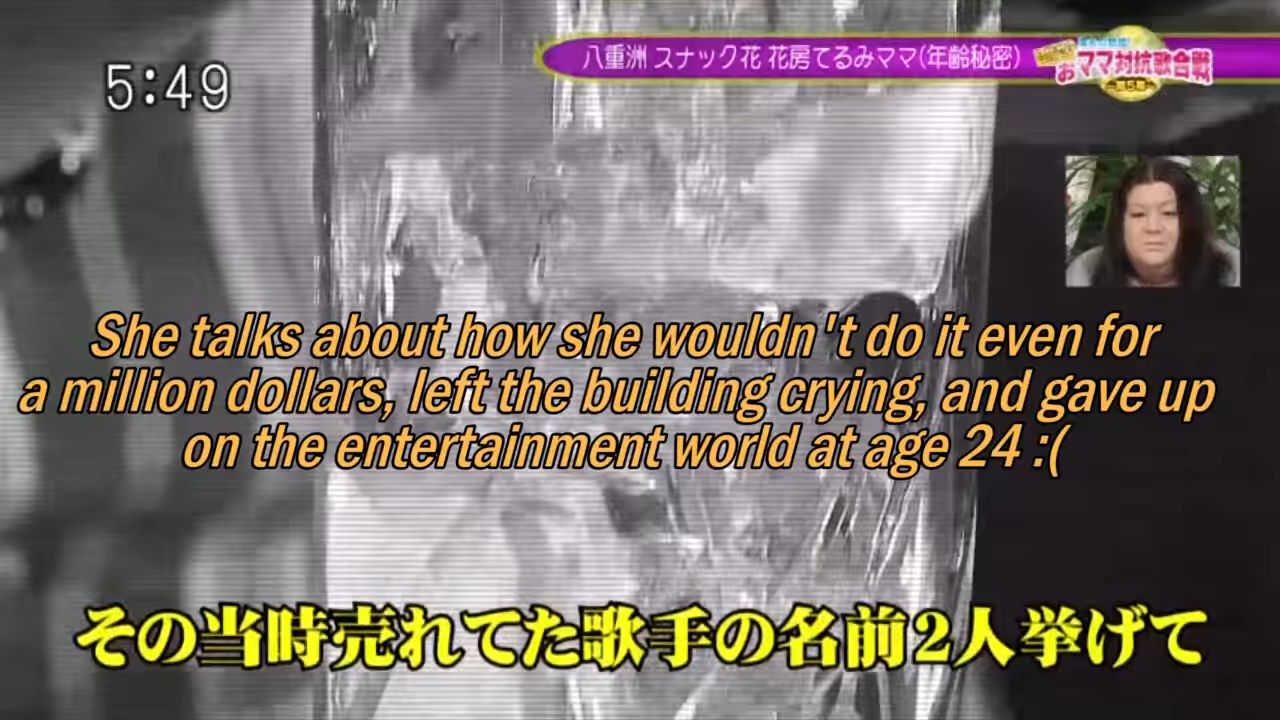 5:49
八重洲 スナック花 花房てるみママ(年齢秘密)
おママ対抗歌合戦
She talks about how she wouldn't do it even for
a million dollars, left the building crying, and gave up
on the entertainment world at age 24 :(
その当時売れてた歌手の名前2人挙げて